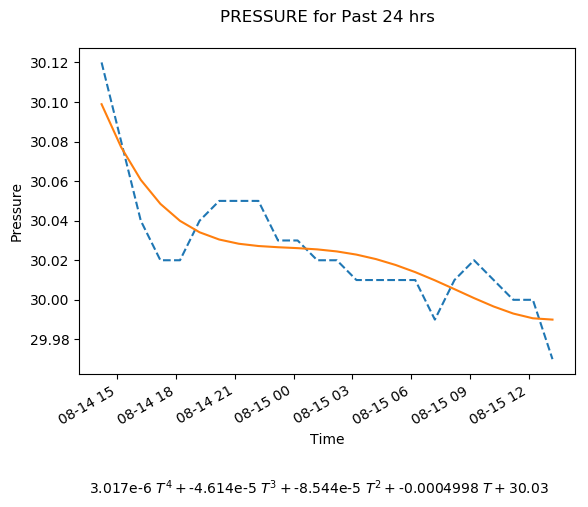 PRESSURE for Past 24 hrs
30.12
30.10
30.08
30.06
30.04
30.02
30.00
29.98
Pressure
08-14 15 08-14 18 08-14 21 08-15 00 08-15 03 08-15 06 08-15 09 08-15 12
Time
3.017e-6 T⁴ + -4.614e-5 T³ + -8.544e-5 T² + -0.0004998 T + 30.03